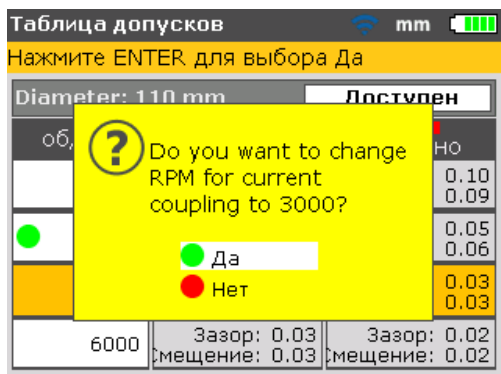 Таблица допусков mm
Нажмите ENTER для выбора Да
Diameter: 110 mm Доступен
об/
но
Do you want to change
RPM for current
coupling to 3000?
Да
Нет
0.10
0.09
0.05
0.06
0.03
0.03
6000 Зазор: 0.03 Зазор: 0.02
Смещение: 0.03 Смещение: 0.02